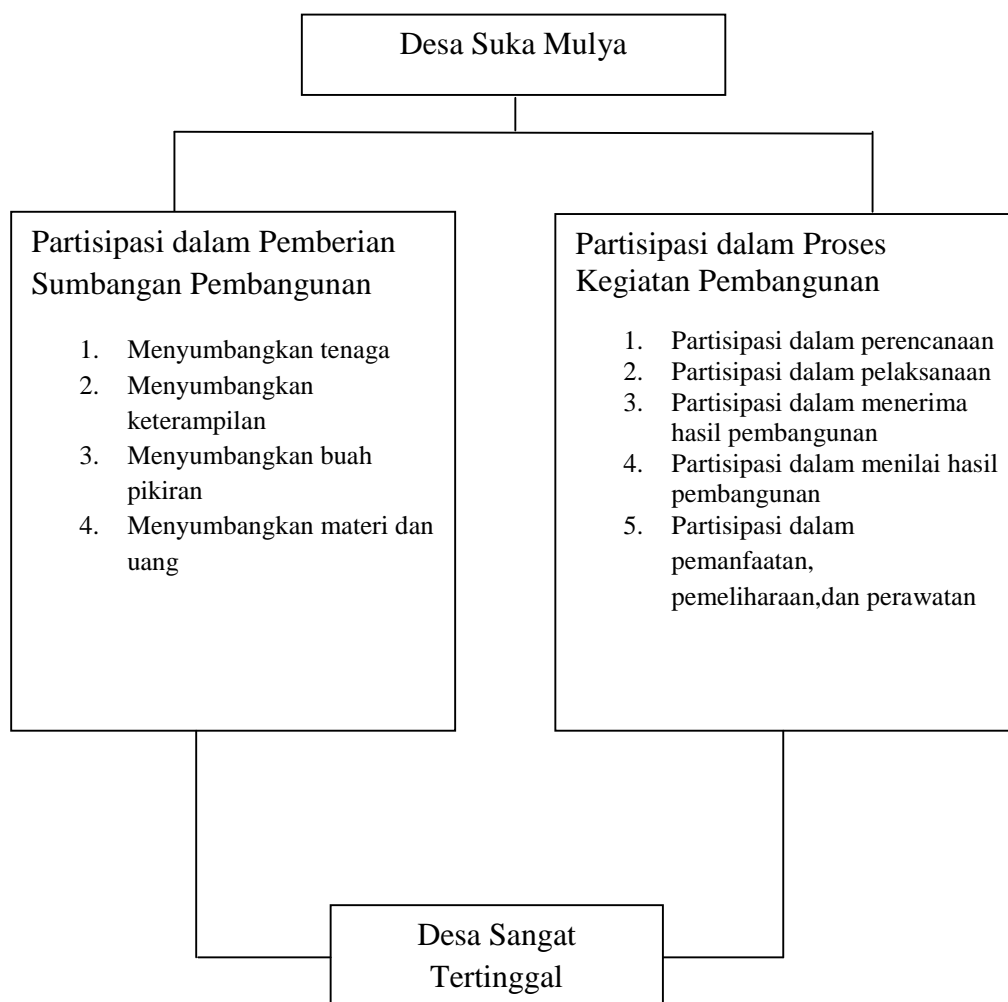 Desa Suka Mulya
Partisipasi dalam Pemberian
Sumbangan Pembangunan
1. Menyumbangkan tenaga
2. Menyumbangkan
keterampilan
3. Menyumbangkan buah
pikiran
4. Menyumbangkan materi dan
uang
Partisipasi dalam Proses
Kegiatan Pembangunan
1. Partisipasi dalam perencanaan
2. Partisipasi dalam pelaksanaan
3. Partisipasi dalam menerima
hasil pembangunan
4. Partisipasi dalam menilai hasil
pembangunan
5. Partisipasi dalam
pemanfaatan,
pemeliharaan,dan perawatan
Desa Sangat
Tertinggal